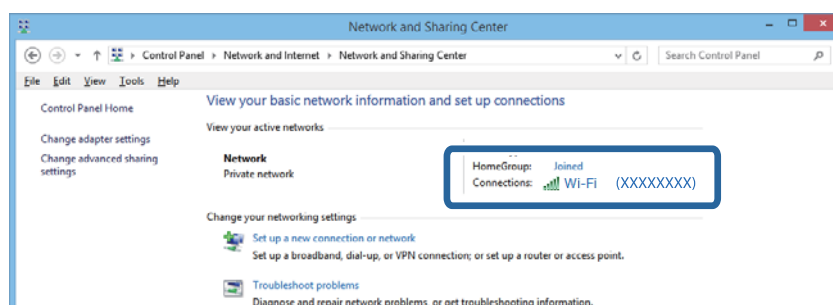 Network and Sharing Center
Control Panel Network and Internet Network and Sharing Center
Search Control Panel
File Edit View Tools Help
Control Panel Home
View your basic network information and set up connections
View your active networks
Change adapter settings
Change advanced sharing settings
Network
Private network
HomeGroup: Joined
Connections: Wi-Fi (XXXXXXXX)
Change your networking settings
Set up a new connection or network
Set up a broadband, dial-up, or VPN connection; or set up a router or access point.
Troubleshoot problems
Diagnose and repair network problems, or get troubleshooting information.